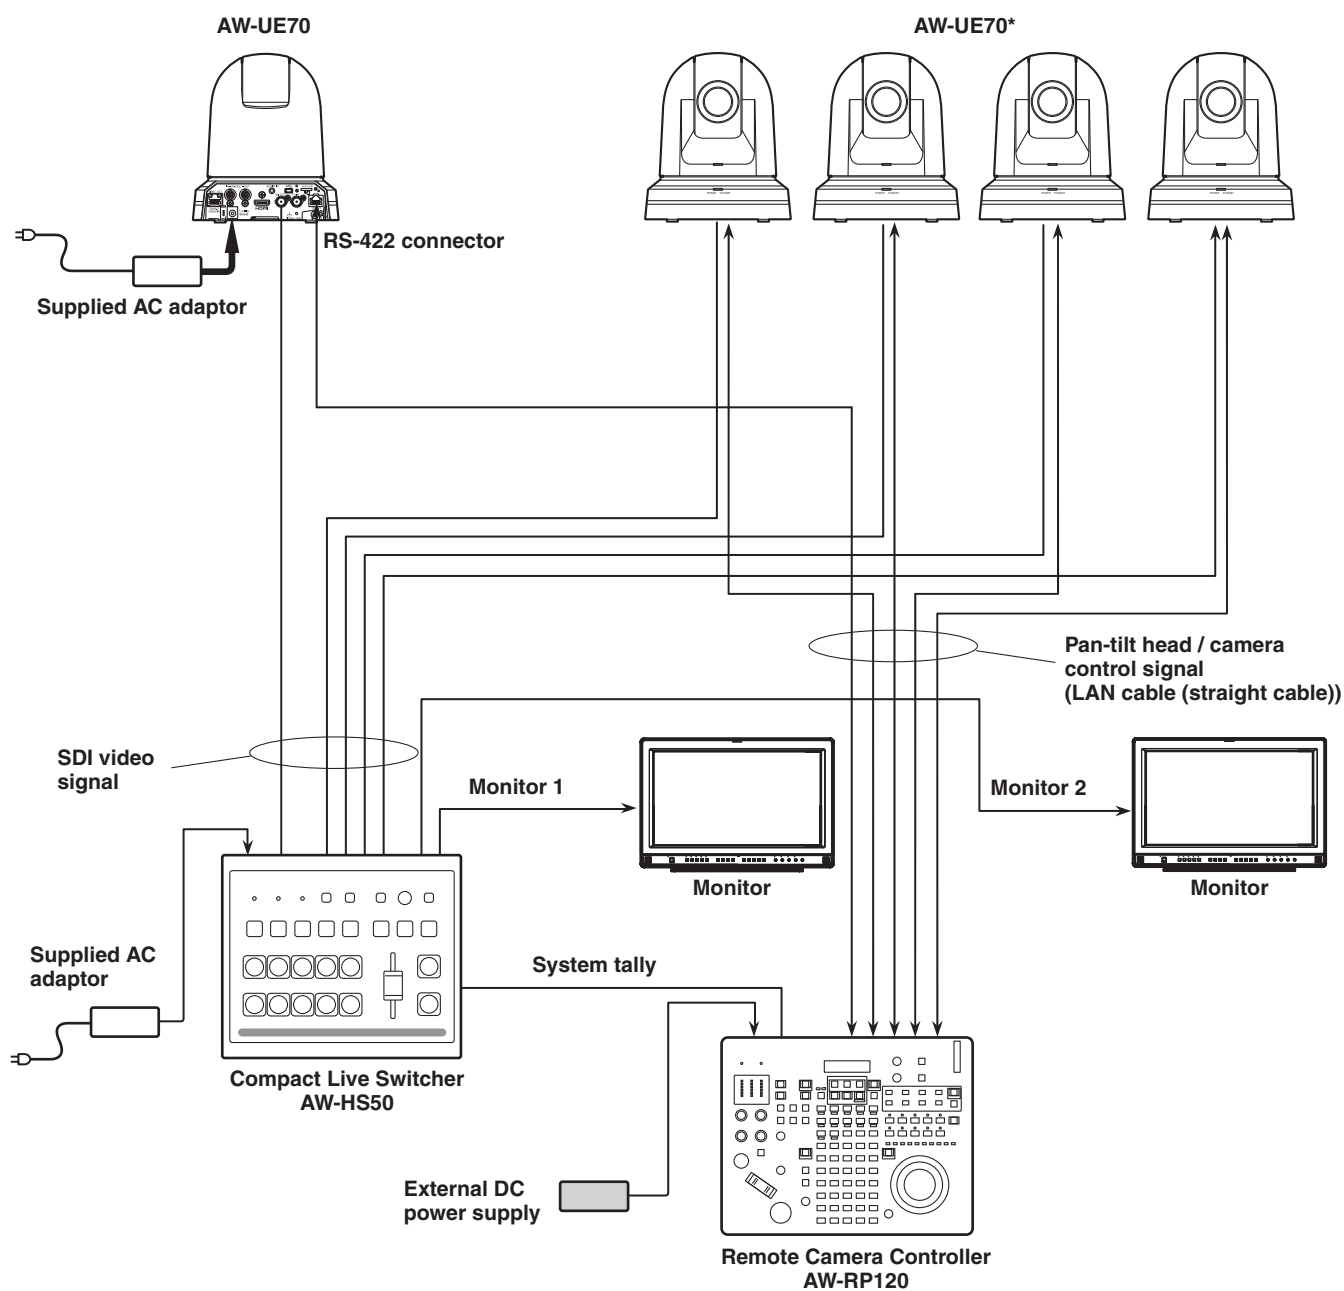 AW-UE70
AW-UE70*
RS-422 connector
Supplied AC adaptor
Pan-tilt head / camera
control signal
(LAN cable (straight cable))
SDI video
signal
Monitor 1
Monitor 2
Monitor
Monitor
Supplied AC
adaptor
System tally
Compact Live Switcher
AW-HS50
External DC
power supply
Remote Camera Controller
AW-RP120